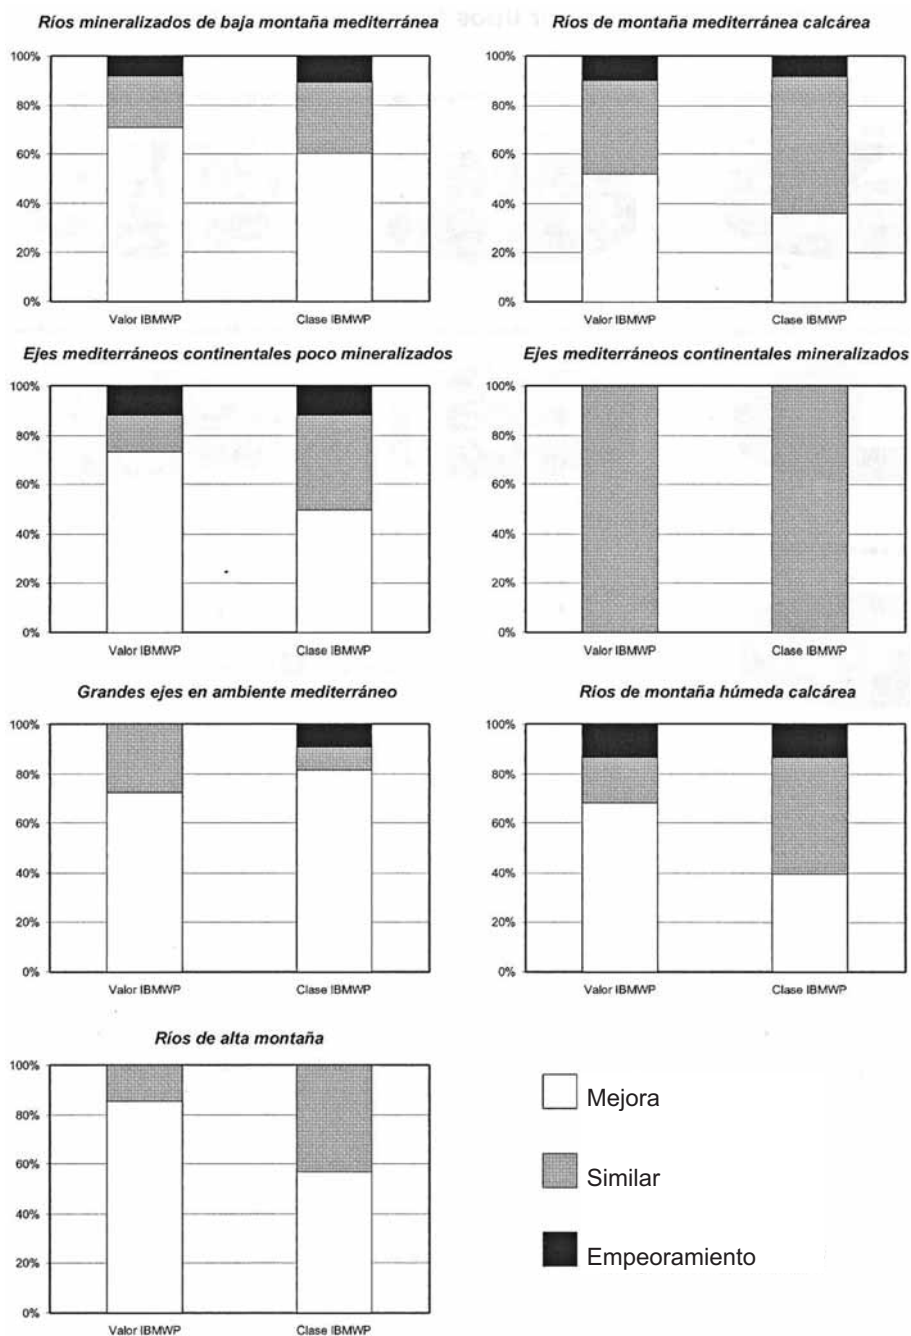 Ríos mineralizados de baja montaña mediterránea
100%
80%
60%
40%
20%
0%
Valor IBMWP Clase IBMWP
Ríos de montaña mediterránea calcárea
100%
80%
60%
40%
20%
0%
Valor IBMWP Clase IBMWP
Ejes mediterráneos continentales poco mineralizados
100%
80%
60%
40%
20%
0%
Valor IBMWP Clase IBMWP
Ejes mediterráneos continentales mineralizados
100%
80%
60%
40%
20%
0%
Valor IBMWP Clase IBMWP
Grandes ejes en ambiente mediterráneo
100%
80%
60%
40%
20%
0%
Valor IBMWP Clase IBMWP
Ríos de montaña húmeda calcárea
100%
80%
60%
40%
20%
0%
Valor IBMWP Clase IBMWP
Ríos de alta montaña
100%
80%
60%
40%
20%
0%
Valor IBMWP Clase IBMWP
Mejora
Similar
Empeoramiento